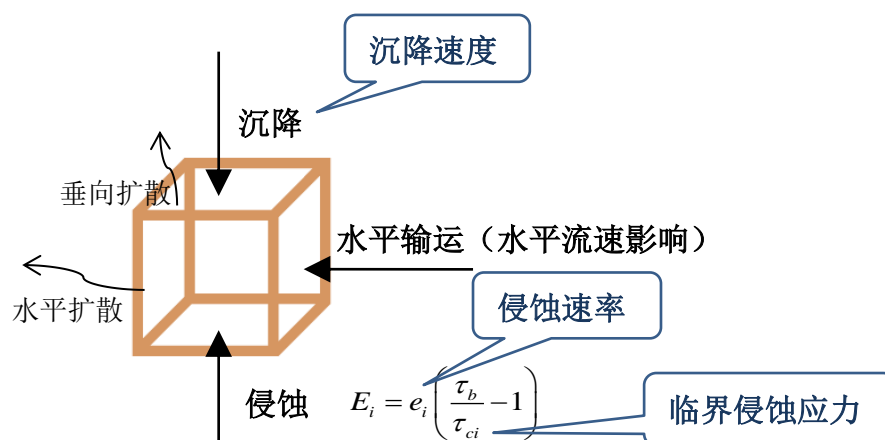 沉降速度
沉降
垂向扩散
水平输运（水平流速影响）
水平扩散
侵蚀速率
侵蚀 E_i = e_i (τ_b / τ_ci − 1)
临界侵蚀应力